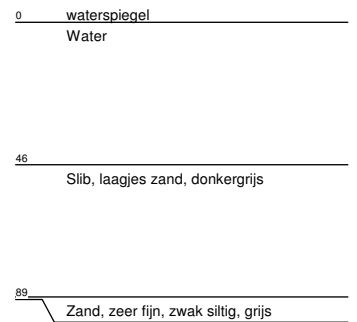 0 waterspiegel
Water
46
Slib, laagjes zand, donkergrijs
89
Zand, zeer fijn, zwak siltig, grijs